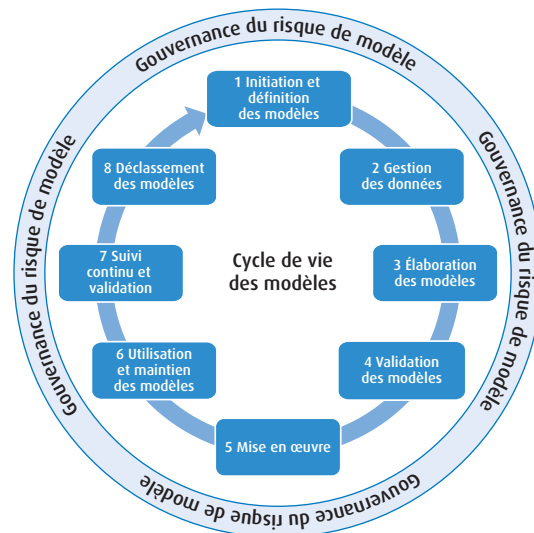 Gouvernance du risque de modèle
Gouvernance du risque de modèle
Gouvernance du risque de modèle
Gouvernance du risque de modèle
1 Initiation et
définition
des modèles
2 Gestion
des données
3 Élaboration
des modèles
4 Validation
des modèles
5 Mise en œuvre
6 Utilisation
et maintien
des modèles
7 Suivi
continu et
validation
8 Déclassement
des modèles
Cycle de vie
des modèles